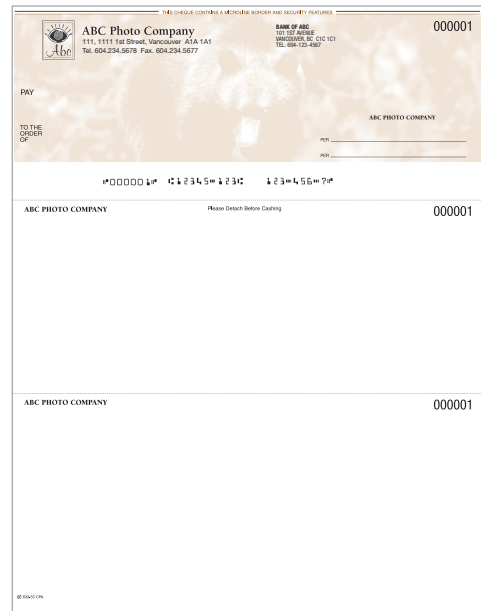 THIS CHEQUE CONTAINS A MICROLINE BORDER AND SECURITY FEATURES
Abc
ABC Photo Company
111, 1111 1st Street, Vancouver A1A 1A1
Tel. 604.234.5678 Fax. 604.234.5677
BANK OF ABC
101 1ST AVENUE
VANCOUVER, BC C1C 1C1
TEL: 604-123-4567
000001
PAY
ABC PHOTO COMPANY
TO THE
ORDER
OF
PER
PER
⑈000001⑈ ⑆12345⑉123⑆ 123⑉456⑉7⑈
ABC PHOTO COMPANY
Please Detach Before Cashing
000001
ABC PHOTO COMPANY
000001